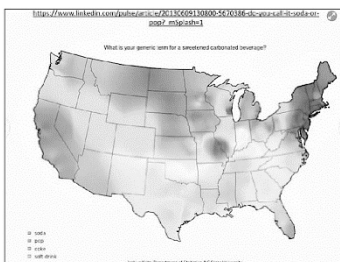 https://www.linkedin.com/pulse/article/20130609130800-5670386-do-you-call-it-soda-or-
pop?_mSplash=1
What is your generic term for a sweetened carbonated beverage?
soda
pop
coke
soft drink